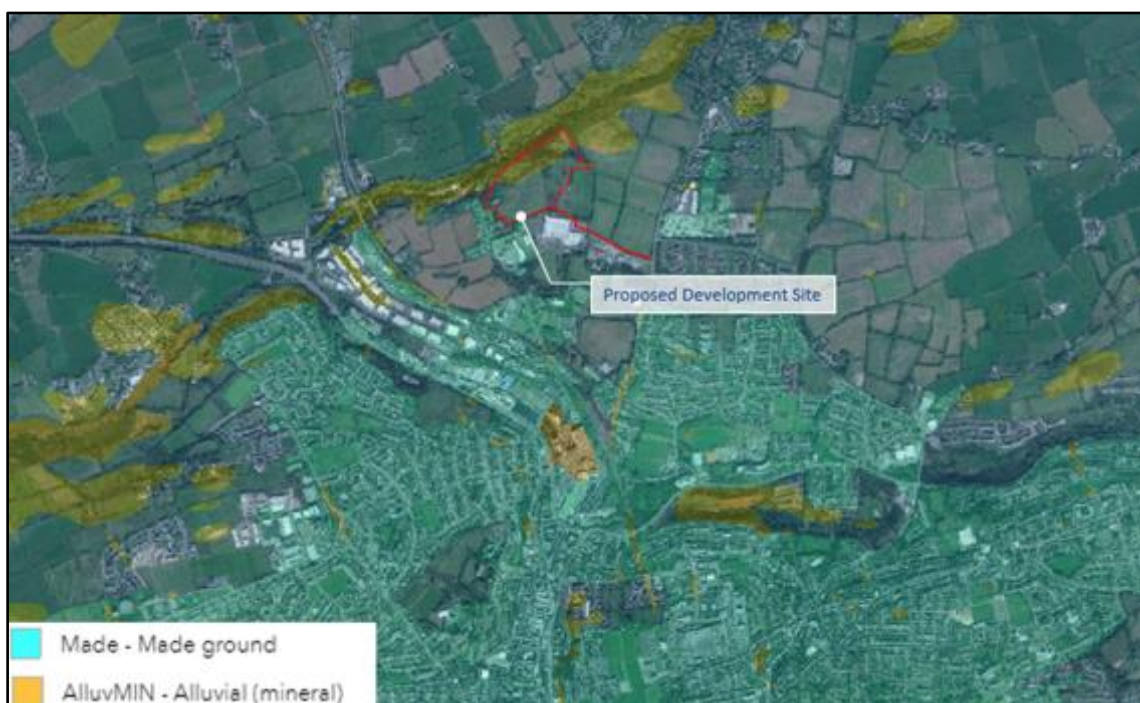 Proposed Development Site
Made - Made ground
AlluvMIN - Alluvial (mineral)